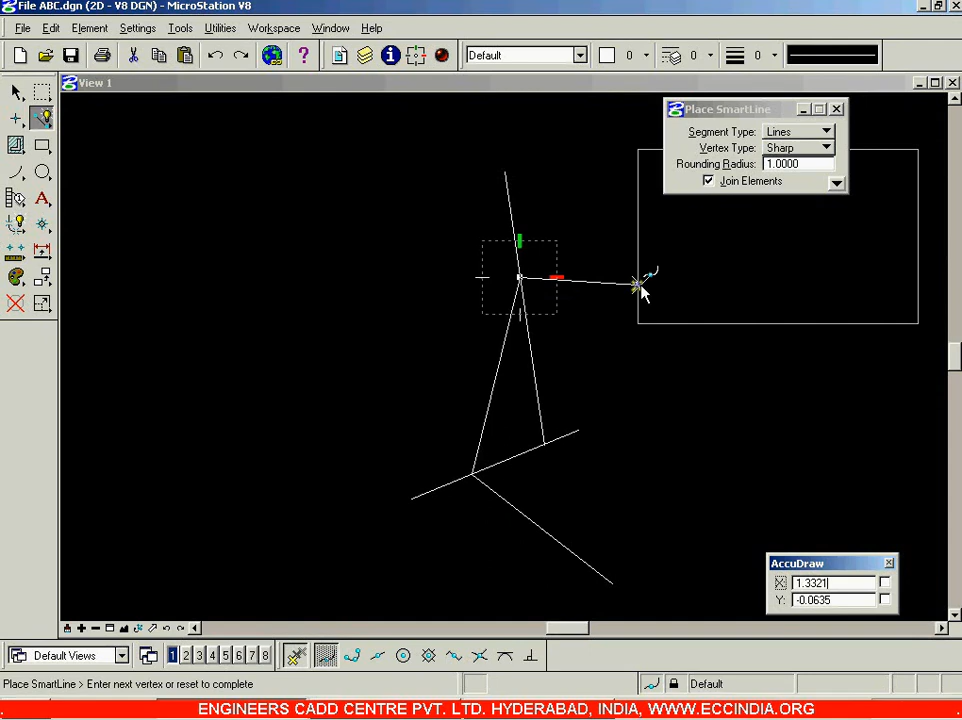 File ABC.dgn (2D - V8 DGN) - MicroStation V8
File Edit Element Settings Tools Utilities Workspace Window Help
Default 0 0 0
View 1
Place SmartLine
Segment Type: Lines
Vertex Type: Sharp
Rounding Radius: 1.0000
Join Elements
AccuDraw
X: 1.3321
Y: -0.0635
Default Views 1 2 3 4 5 6 7 8
Place SmartLine > Enter next vertex or reset to complete
Default
ENGINEERS CADD CENTRE PVT. LTD. HYDERABAD, INDIA, WWW.ECCINDIA.ORG